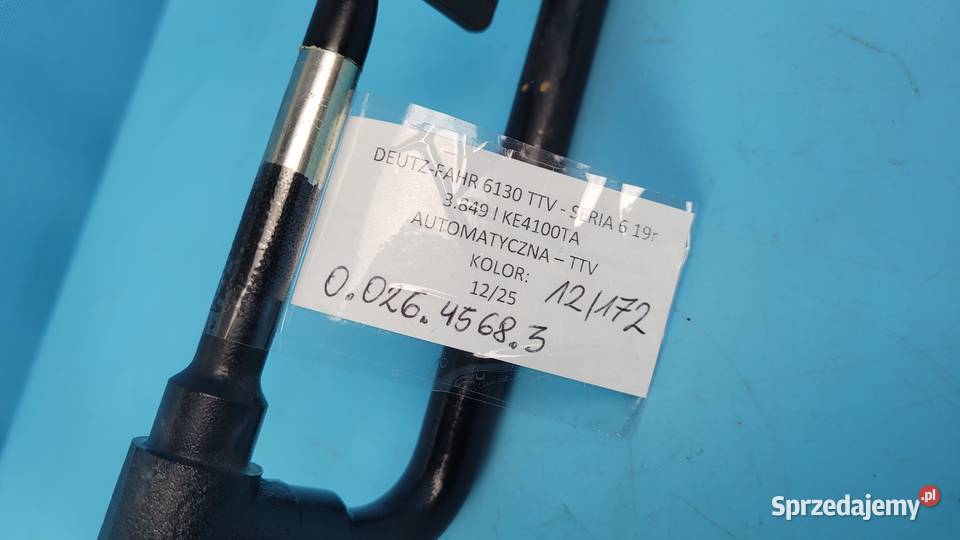 DEUTZ-FAHR 6130 TTV - SERIA 6 19r
3.849 l KE4100TA
AUTOMATYCZNA – TTV
KOLOR:
12/25
12/172
0.026.4568.3
Sprzedajemy.pl